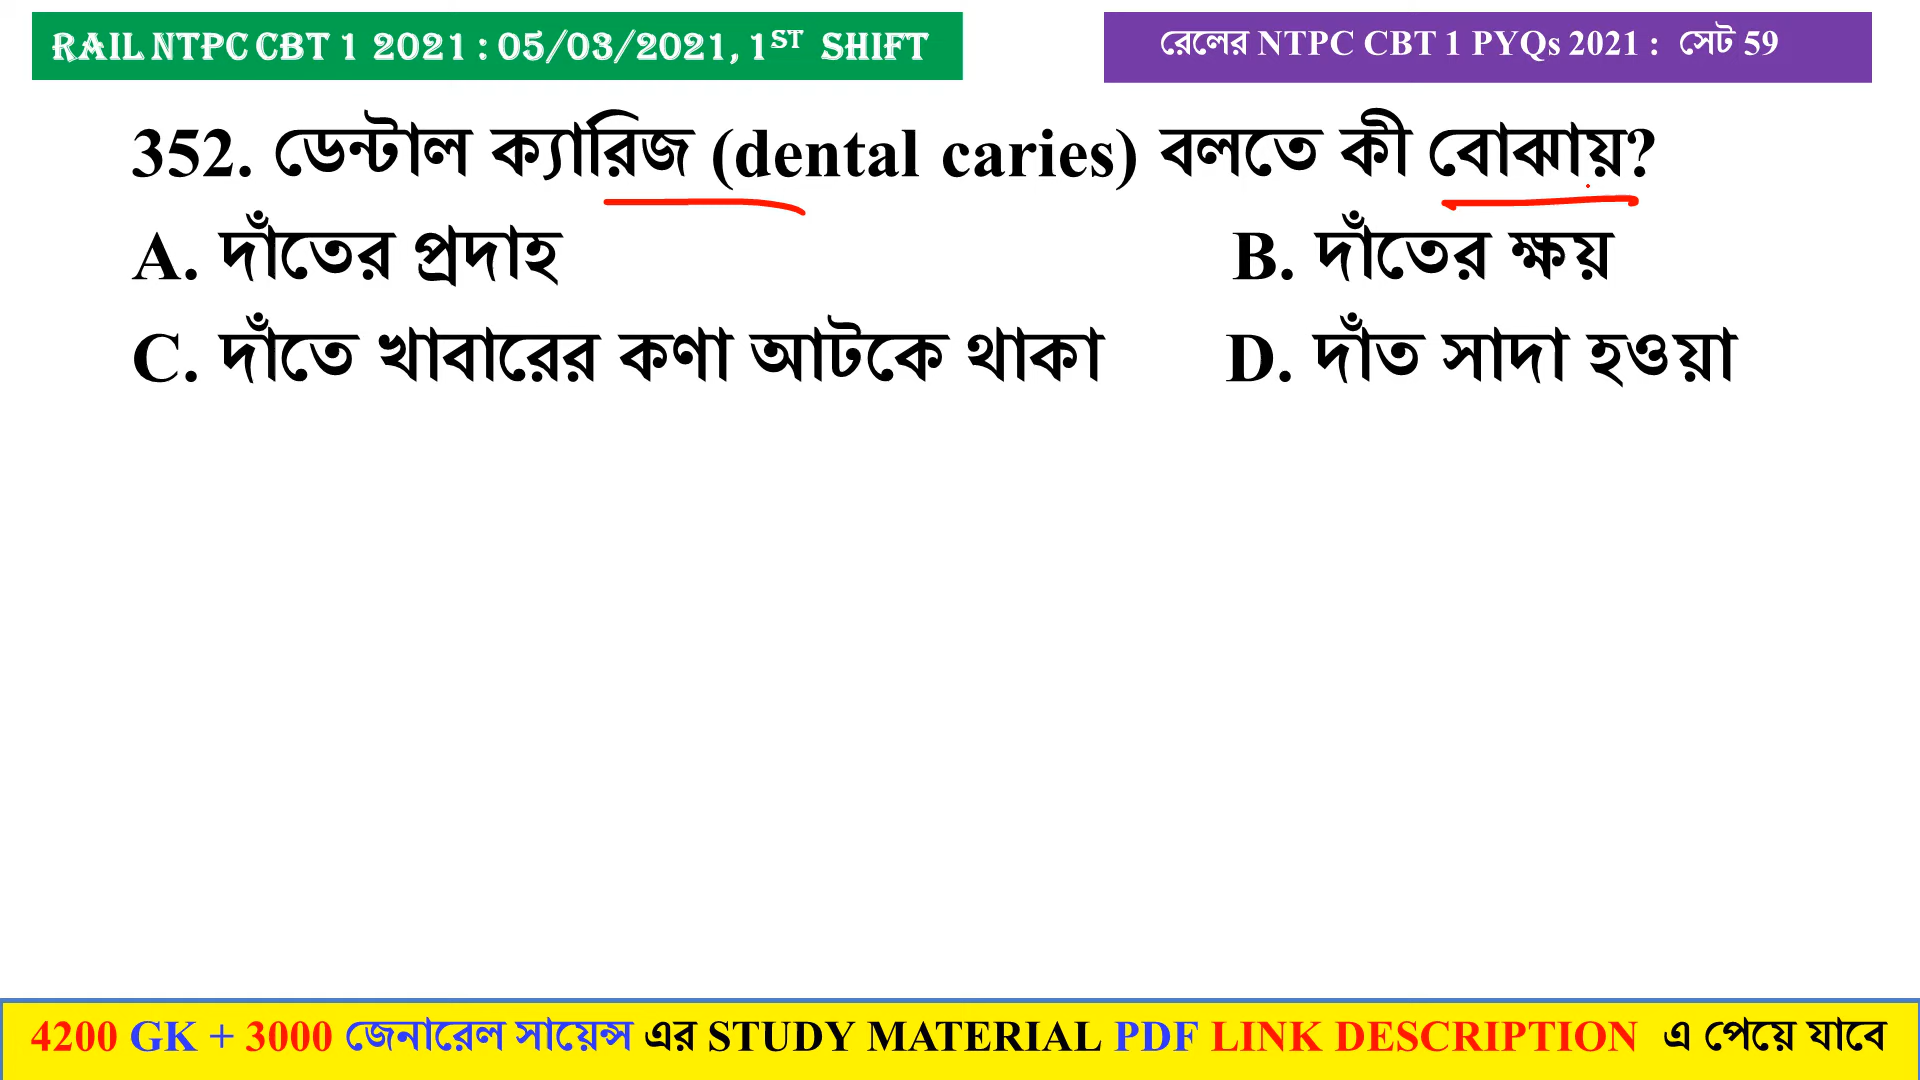 RAIL NTPC CBT 1 2021 : 05/03/2021, 1ST SHIFT
রেলের NTPC CBT 1 PYQs 2021 : সেট 59
352. ডেন্টাল ক্যারিজ (dental caries) বলতে কী বোঝায়?
A. দাঁতের প্রদাহ B. দাঁতের ক্ষয়
C. দাঁতে খাবারের কণা আটকে থাকা D. দাঁত সাদা হওয়া
4200 GK + 3000 জেনারেল সায়েন্স এর STUDY MATERIAL PDF LINK DESCRIPTION এ পেয়ে যাবে